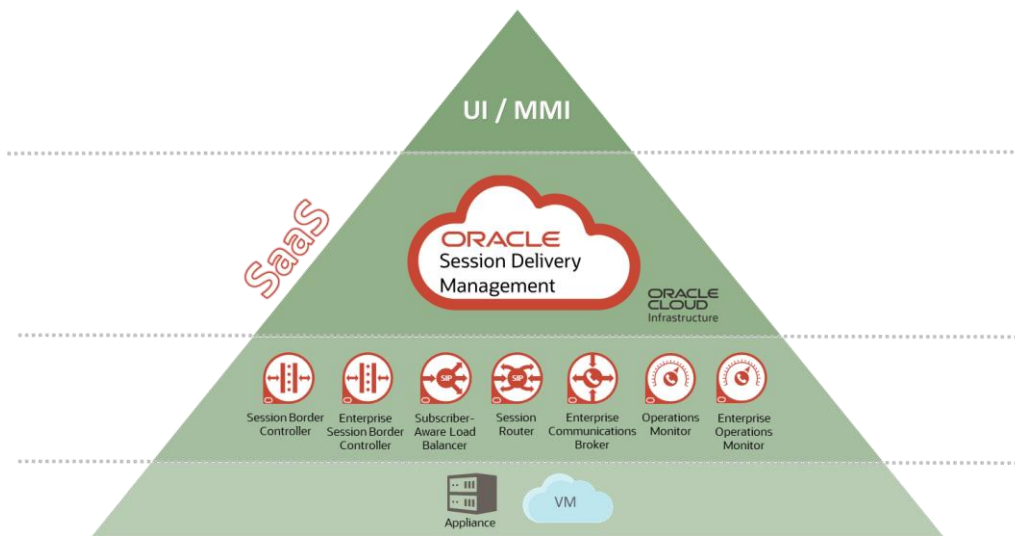 UI / MMI
SaaS
ORACLE
Session Delivery
Management
ORACLE
CLOUD
Infrastructure
SIP
SIP
Session Border
Controller
Enterprise
Session Border
Controller
Subscriber-
Aware Load
Balancer
Session
Router
Enterprise
Communications
Broker
Operations
Monitor
Enterprise
Operations
Monitor
Appliance
VM